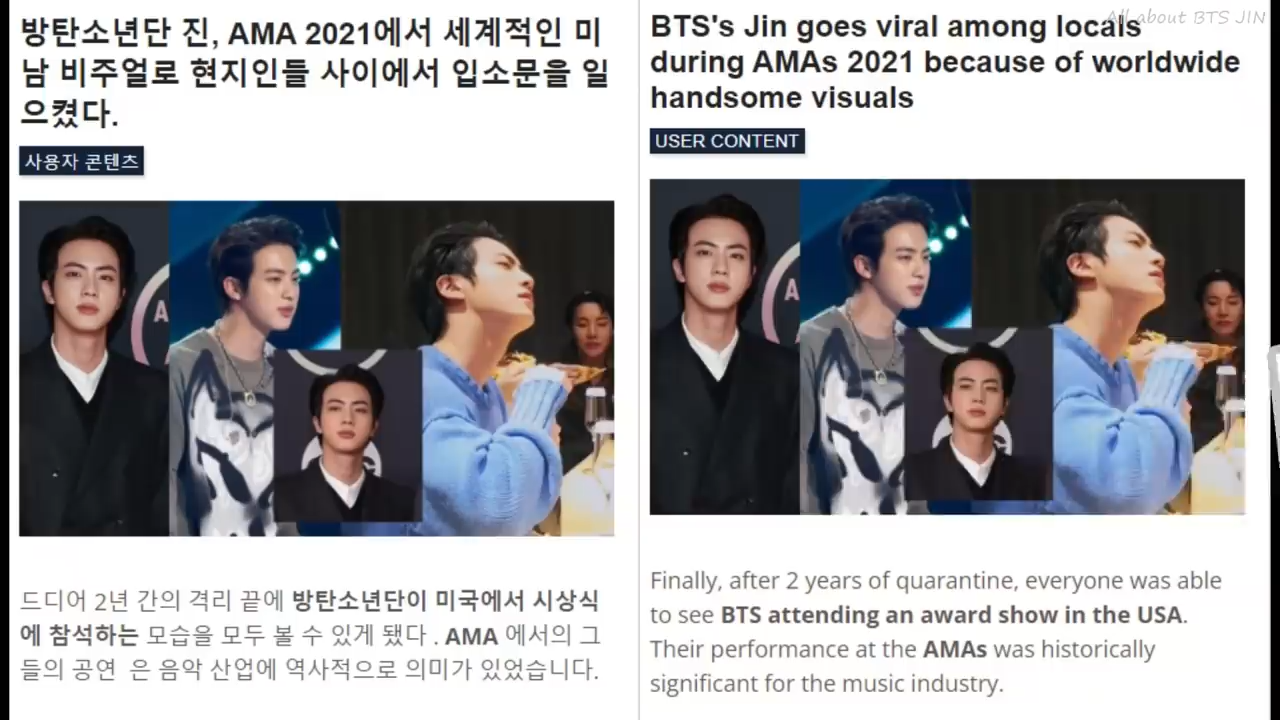 방탄소년단 진, AMA 2021에서 세계적인 미
남 비주얼로 현지인들 사이에서 입소문을 일
으켰다.
사용자 콘텐츠
드디어 2년 간의 격리 끝에 방탄소년단이 미국에서 시상식
에 참석하는 모습을 모두 볼 수 있게 됐다 . AMA 에서의 그
들의 공연 은 음악 산업에 역사적으로 의미가 있었습니다.
All about BTS JIN
BTS's Jin goes viral among locals
during AMAs 2021 because of worldwide
handsome visuals
USER CONTENT
Finally, after 2 years of quarantine, everyone was able
to see BTS attending an award show in the USA.
Their performance at the AMAs was historically
significant for the music industry.